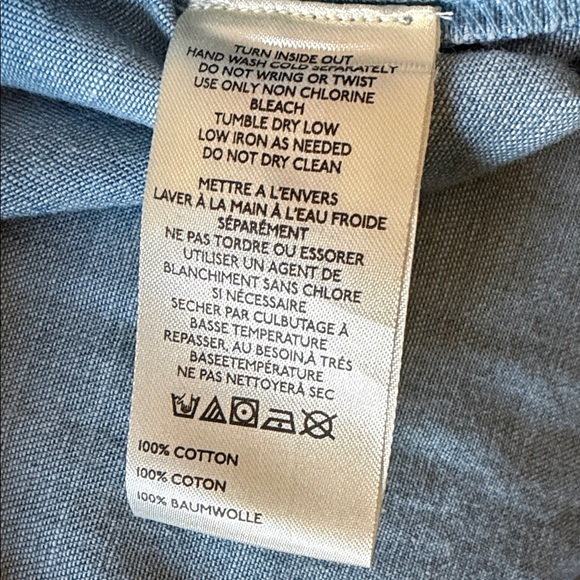 TURN INSIDE OUT
HAND WASH COLD SEPARATELY
DO NOT WRING OR TWIST
USE ONLY NON CHLORINE
BLEACH
TUMBLE DRY LOW
LOW IRON AS NEEDED
DO NOT DRY CLEAN
METTRE A L'ENVERS
LAVER À LA MAIN À L'EAU FROIDE
SÉPARÉMENT
NE PAS TORDRE OU ESSORER
UTILISER UN AGENT DE
BLANCHIMENT SANS CHLORE
SI NÉCESSAIRE
SECHER PAR CULBUTAGE À
BASSE TEMPERATURE
REPASSER, AU BESOIN,À TRÉS
BASEETEMPÉRATURE
NE PAS NETTOYERÀ SEC
100% COTTON
100% COTON
100% BAUMWOLLE